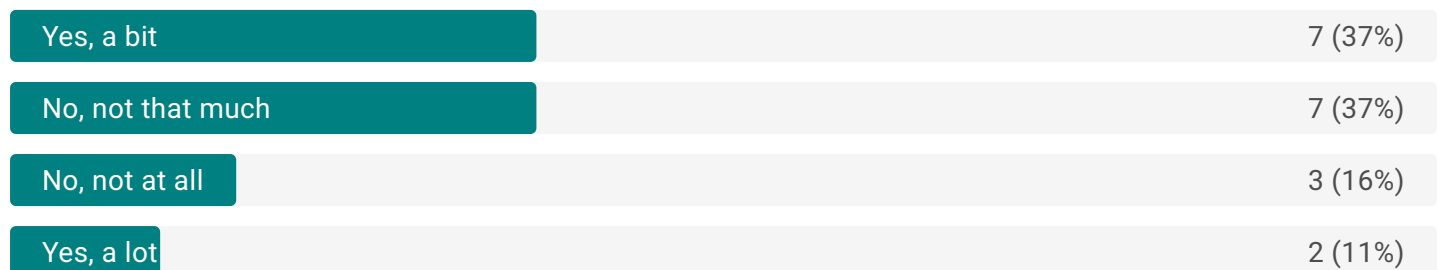 Yes, a bit 7 (37%)
No, not that much 7 (37%)
No, not at all 3 (16%)
Yes, a lot 2 (11%)